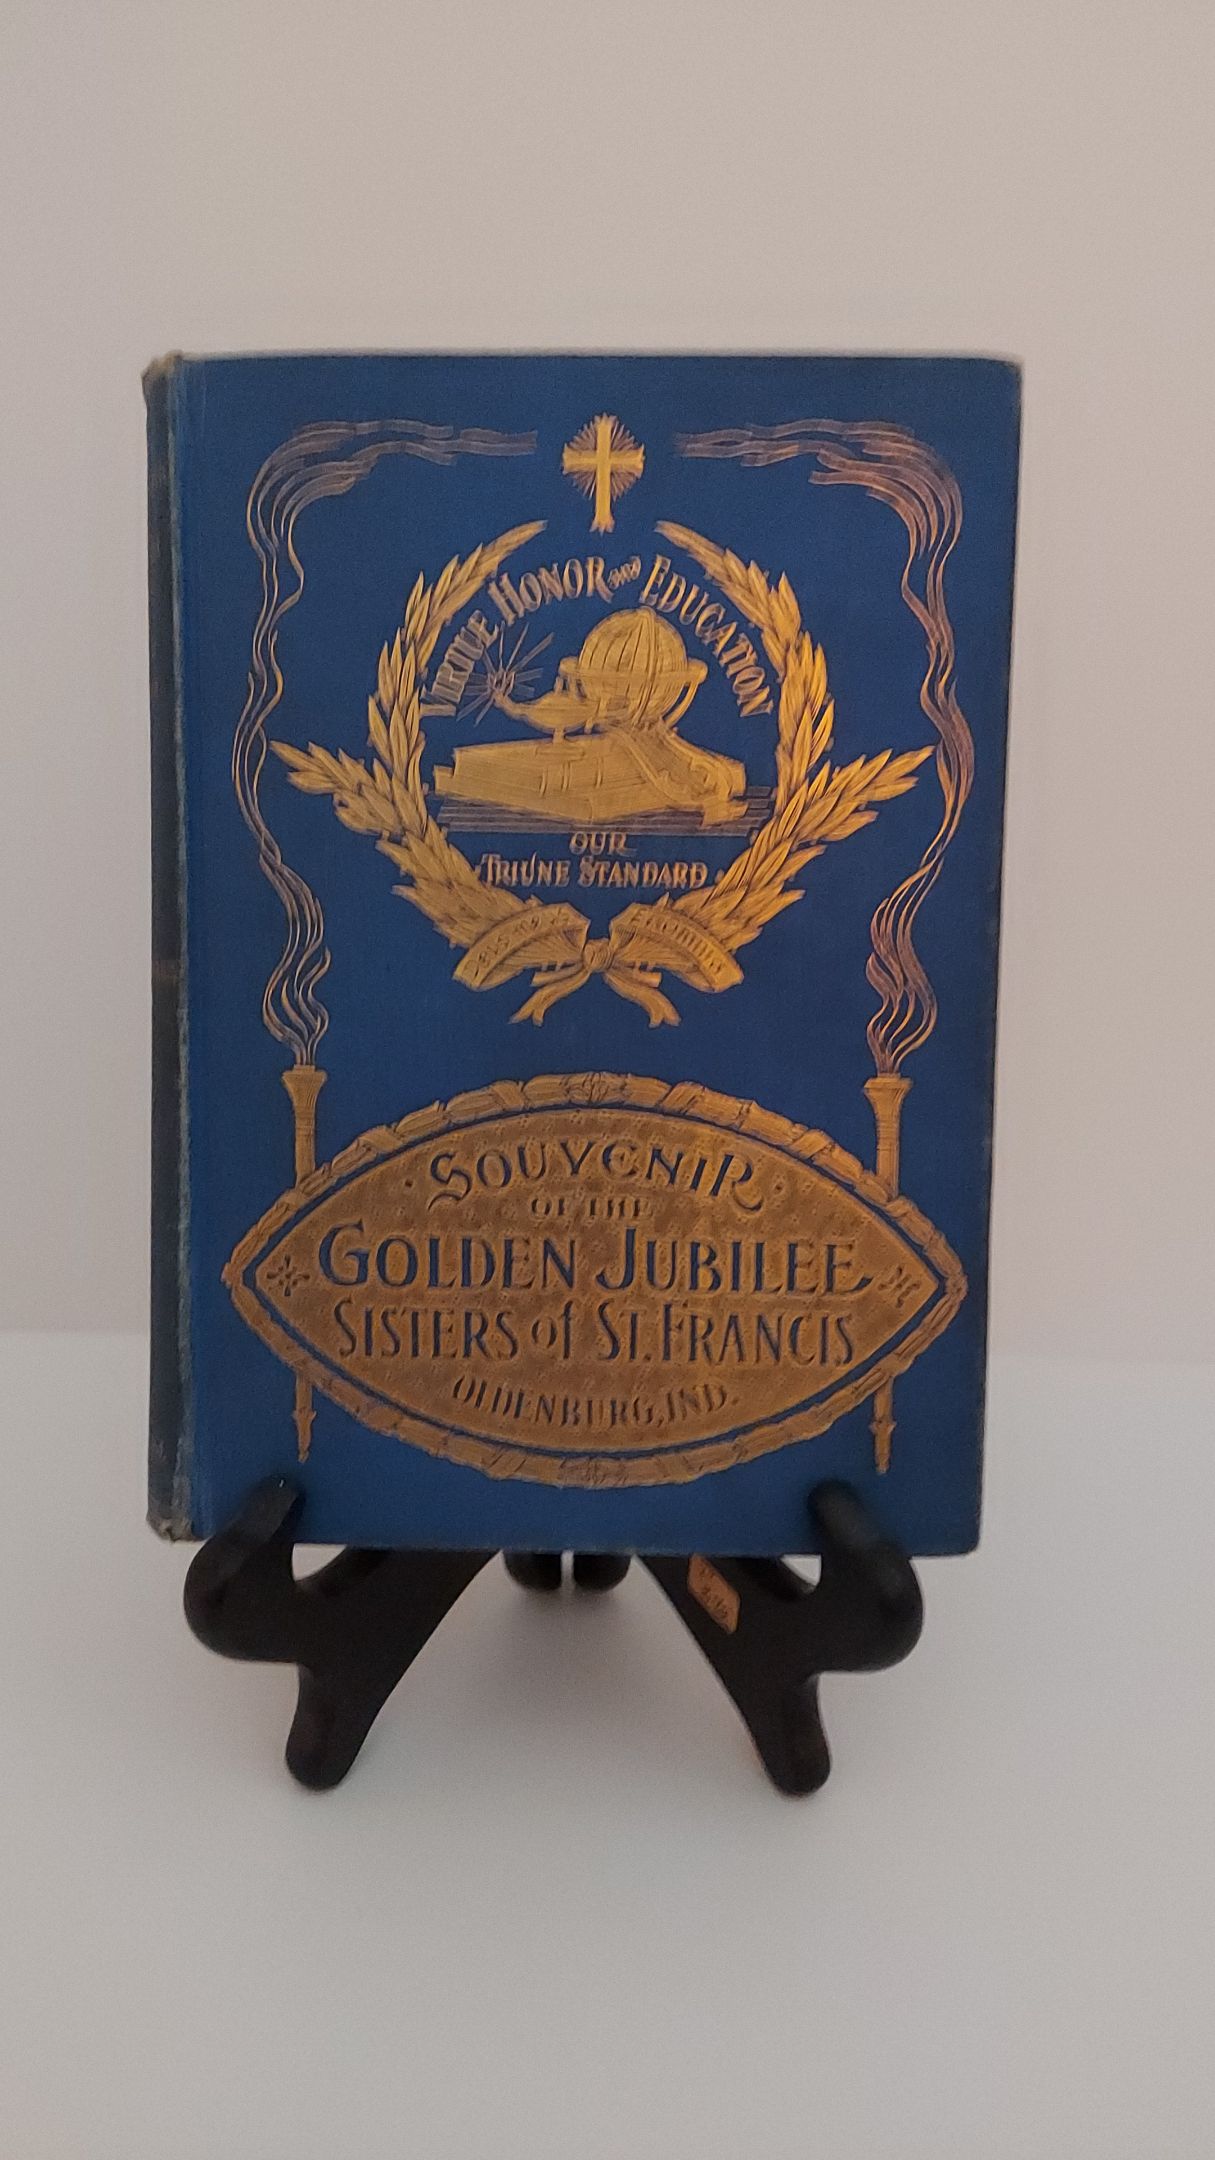 VIRTUE HONOR AND EDUCATION
OUR
TRIUNE STANDARD
SOUVENIR
OF THE
GOLDEN JUBILEE
SISTERS of ST. FRANCIS
OLDENBURG, IND.